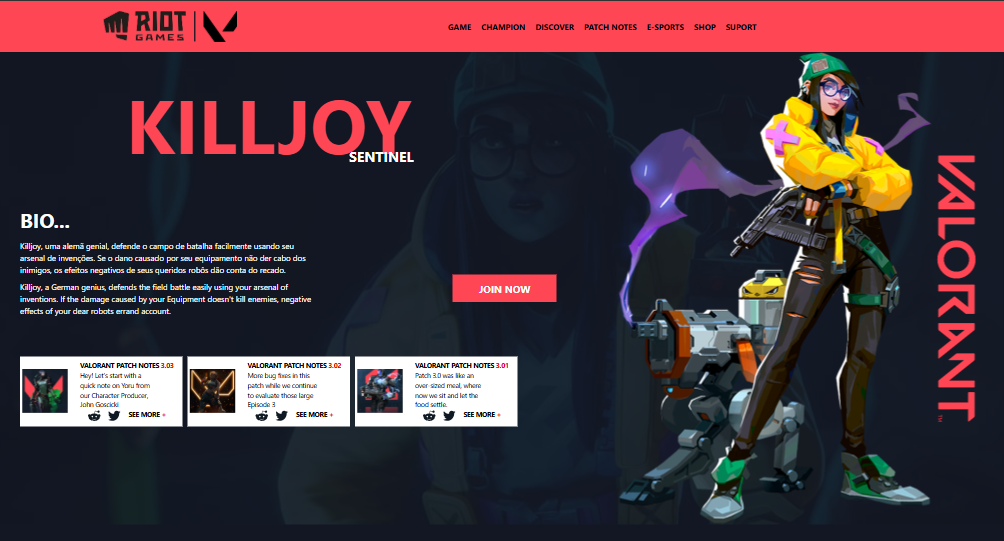 RIOT
GAMES
GAME CHAMPION DISCOVER PATCH NOTES E-SPORTS SHOP SUPORT
KILLJOY
SENTINEL
BIO...
Killjoy, uma alemã genial, defende o campo de batalha facilmente usando seu
arsenal de invenções. Se o dano causado por seu equipamento não der cabo dos
inimigos, os efeitos negativos de seus queridos robôs dão conta do recado.
Killjoy, a German genius, defends the field battle easily using your arsenal of
inventions. If the damage caused by your Equipment doesn't kill enemies, negative
effects of your dear robots errand account.
JOIN NOW
VALORANT PATCH NOTES 3.03
Hey! Let's start with a
quick note on Yoru from
our Character Producer,
John Goscicki
SEE MORE +
VALORANT PATCH NOTES 3.02
More bug fixes in this
patch while we continue
to evaluate those large
Episode 3
SEE MORE +
VALORANT PATCH NOTES 3.01
Patch 3.0 was like an
over-sized meal, where
now we sit and let the
food settle.
SEE MORE +
VALORANT™